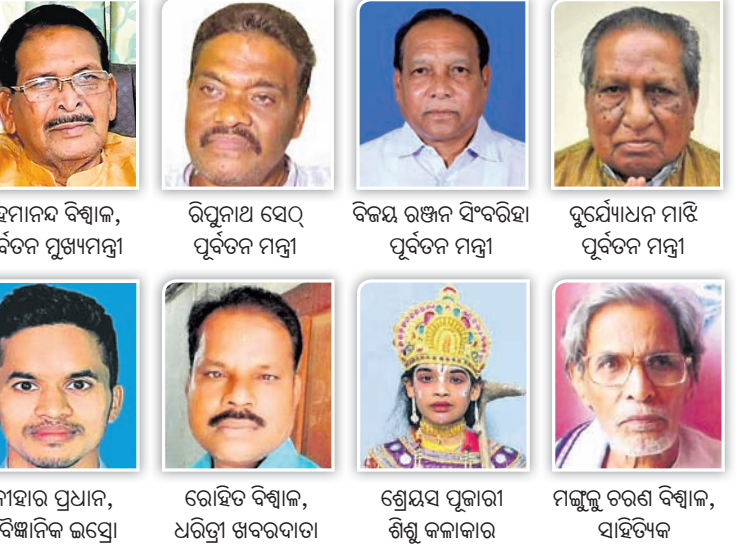 ହମାନନ୍ଦ ବିଶ୍ୱାଳ,
ର୍ବତନ ମୁଖ୍ୟମନ୍ତ୍ରୀ
ରିପୁନାଥ ସେଠ୍
ପୂର୍ବତନ ମନ୍ତ୍ରୀ
ବିଜୟ ରଞ୍ଜନ ସିଂବରିହା
ପୂର୍ବତନ ମନ୍ତ୍ରୀ
ଦୁର୍ଯ୍ୟୋଧନ ମାଝି
ପୂର୍ବତନ ମନ୍ତ୍ରୀ
ନୀହାର ପ୍ରଧାନ,
ବୈଜ୍ଞାନିକ ଇସ୍ରୋ
ରୋହିତ ବିଶ୍ୱାଳ,
ଧରିତ୍ରୀ ଖବରଦାତା
ଶ୍ରେୟସ ପୂଜାରୀ
ଶିଶୁ କଳାକାର
ମଙ୍ଗୁଳୁ ଚରଣ ବିଶ୍ୱାଳ,
ସାହିତ୍ୟିକ